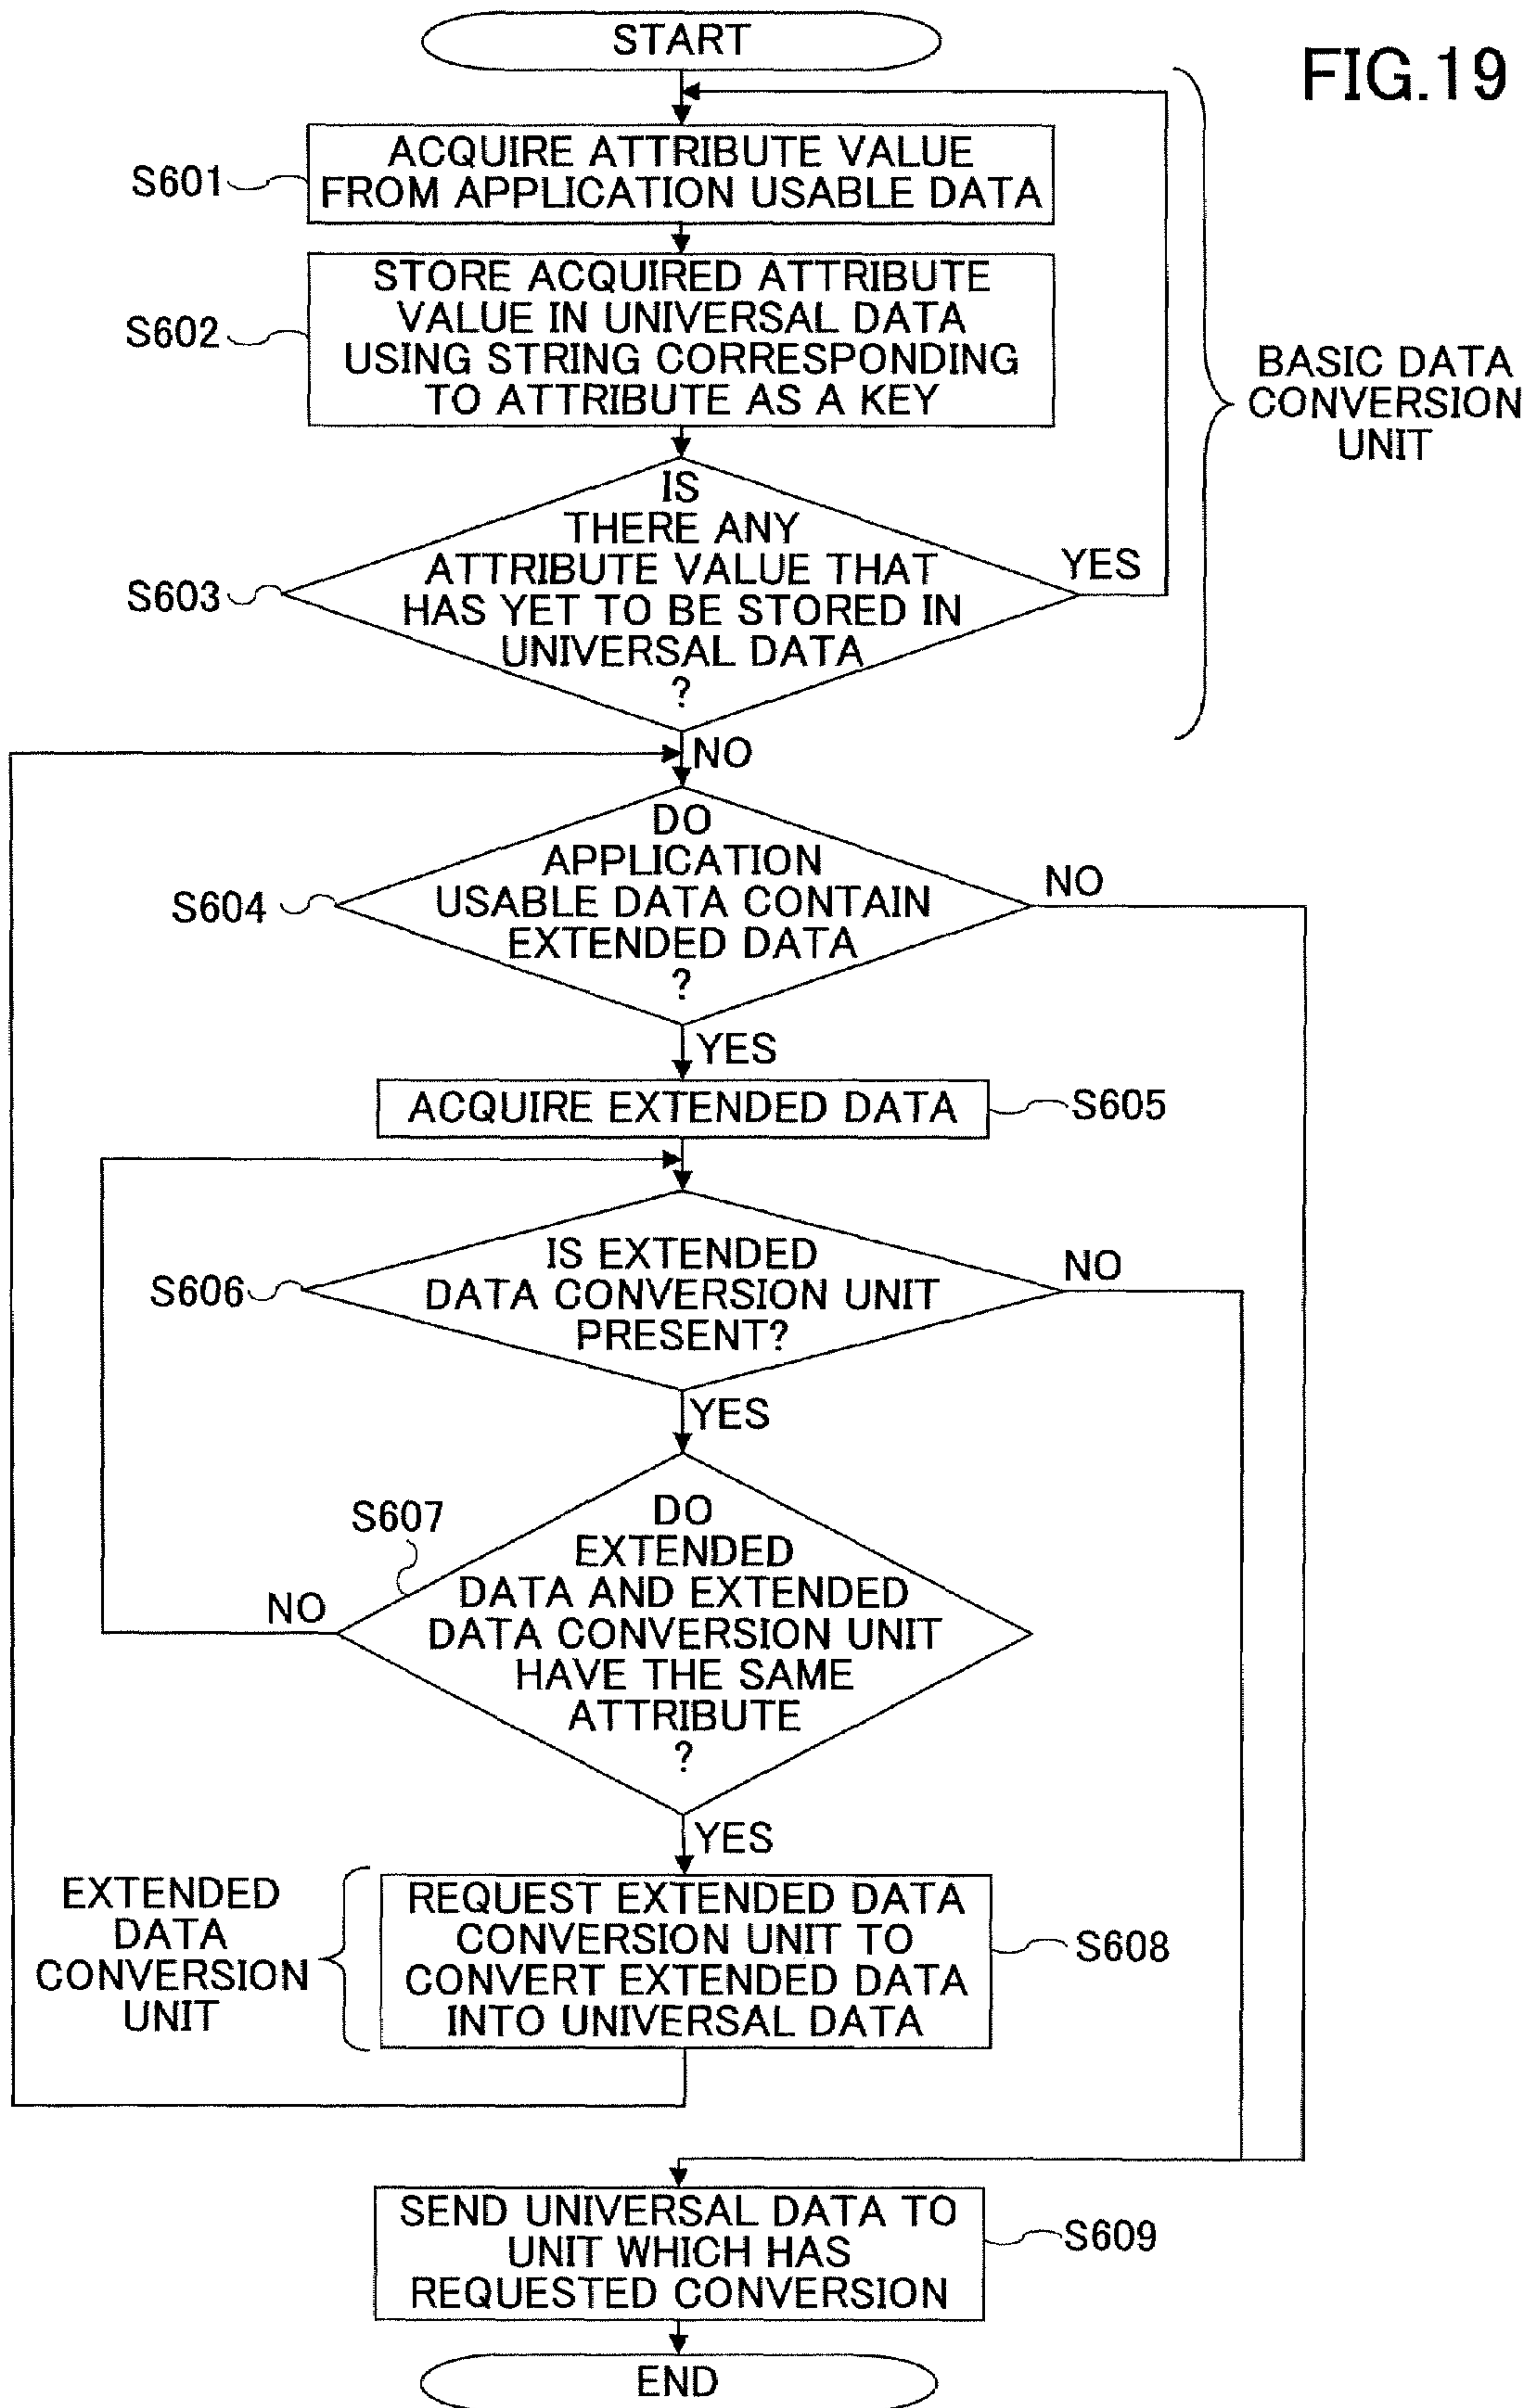 START
FIG.19
S601
ACQUIRE ATTRIBUTE VALUE
FROM APPLICATION USABLE DATA
S602
STORE ACQUIRED ATTRIBUTE
VALUE IN UNIVERSAL DATA
USING STRING CORRESPONDING
TO ATTRIBUTE AS A KEY
BASIC DATA
CONVERSION
UNIT
S603
IS
THERE ANY
ATTRIBUTE VALUE THAT
HAS YET TO BE STORED IN
UNIVERSAL DATA
?
YES
NO
S604
DO
APPLICATION
USABLE DATA CONTAIN
EXTENDED DATA
?
NO
YES
ACQUIRE EXTENDED DATA
S605
S606
IS EXTENDED
DATA CONVERSION UNIT
PRESENT?
NO
YES
S607
DO
EXTENDED
DATA AND EXTENDED
DATA CONVERSION UNIT
HAVE THE SAME
ATTRIBUTE
?
NO
YES
EXTENDED
DATA
CONVERSION
UNIT
REQUEST EXTENDED DATA
CONVERSION UNIT TO
CONVERT EXTENDED DATA
INTO UNIVERSAL DATA
S608
SEND UNIVERSAL DATA TO
UNIT WHICH HAS
REQUESTED CONVERSION
S609
END